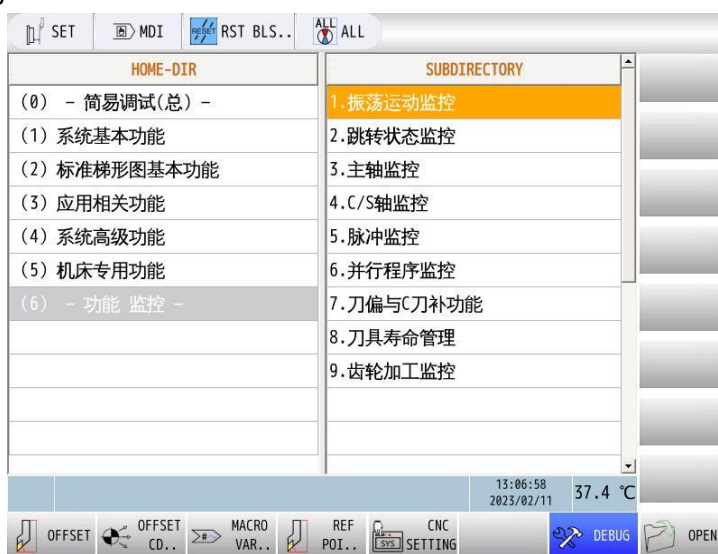 SET
MDI
RESET
RST BLS..
ALL
ALL
HOME-DIR
(0) - 简易调试(总) -
(1) 系统基本功能
(2) 标准梯形图基本功能
(3) 应用相关功能
(4) 系统高级功能
(5) 机床专用功能
(6) - 功能 监控 -
SUBDIRECTORY
1.振荡运动监控
2.跳转状态监控
3.主轴监控
4.C/S轴监控
5.脉冲监控
6.并行程序监控
7.刀偏与C刀补功能
8.刀具寿命管理
9.齿轮加工监控
13:06:58
2023/02/11
37.4 ℃
OFFSET
OFFSET
CD..
MACRO
VAR..
REF
POI..
SYS
CNC
SETTING
DEBUG
OPEN